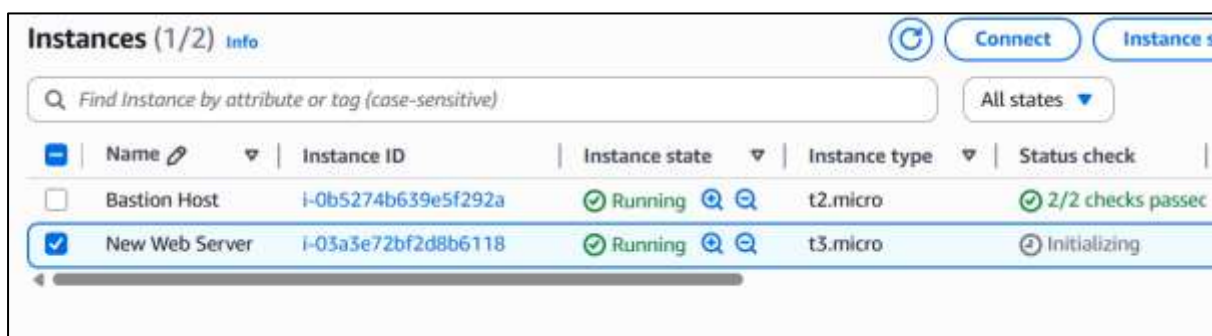 Instances (1/2) Info Connect Instance s
Find Instance by attribute or tag (case-sensitive) All states
Name Instance ID Instance state Instance type Status check
Bastion Host i-0b5274b639e5f292a Running t2.micro 2/2 checks passec
New Web Server i-03a3e72bf2d8b6118 Running t3.micro Initializing